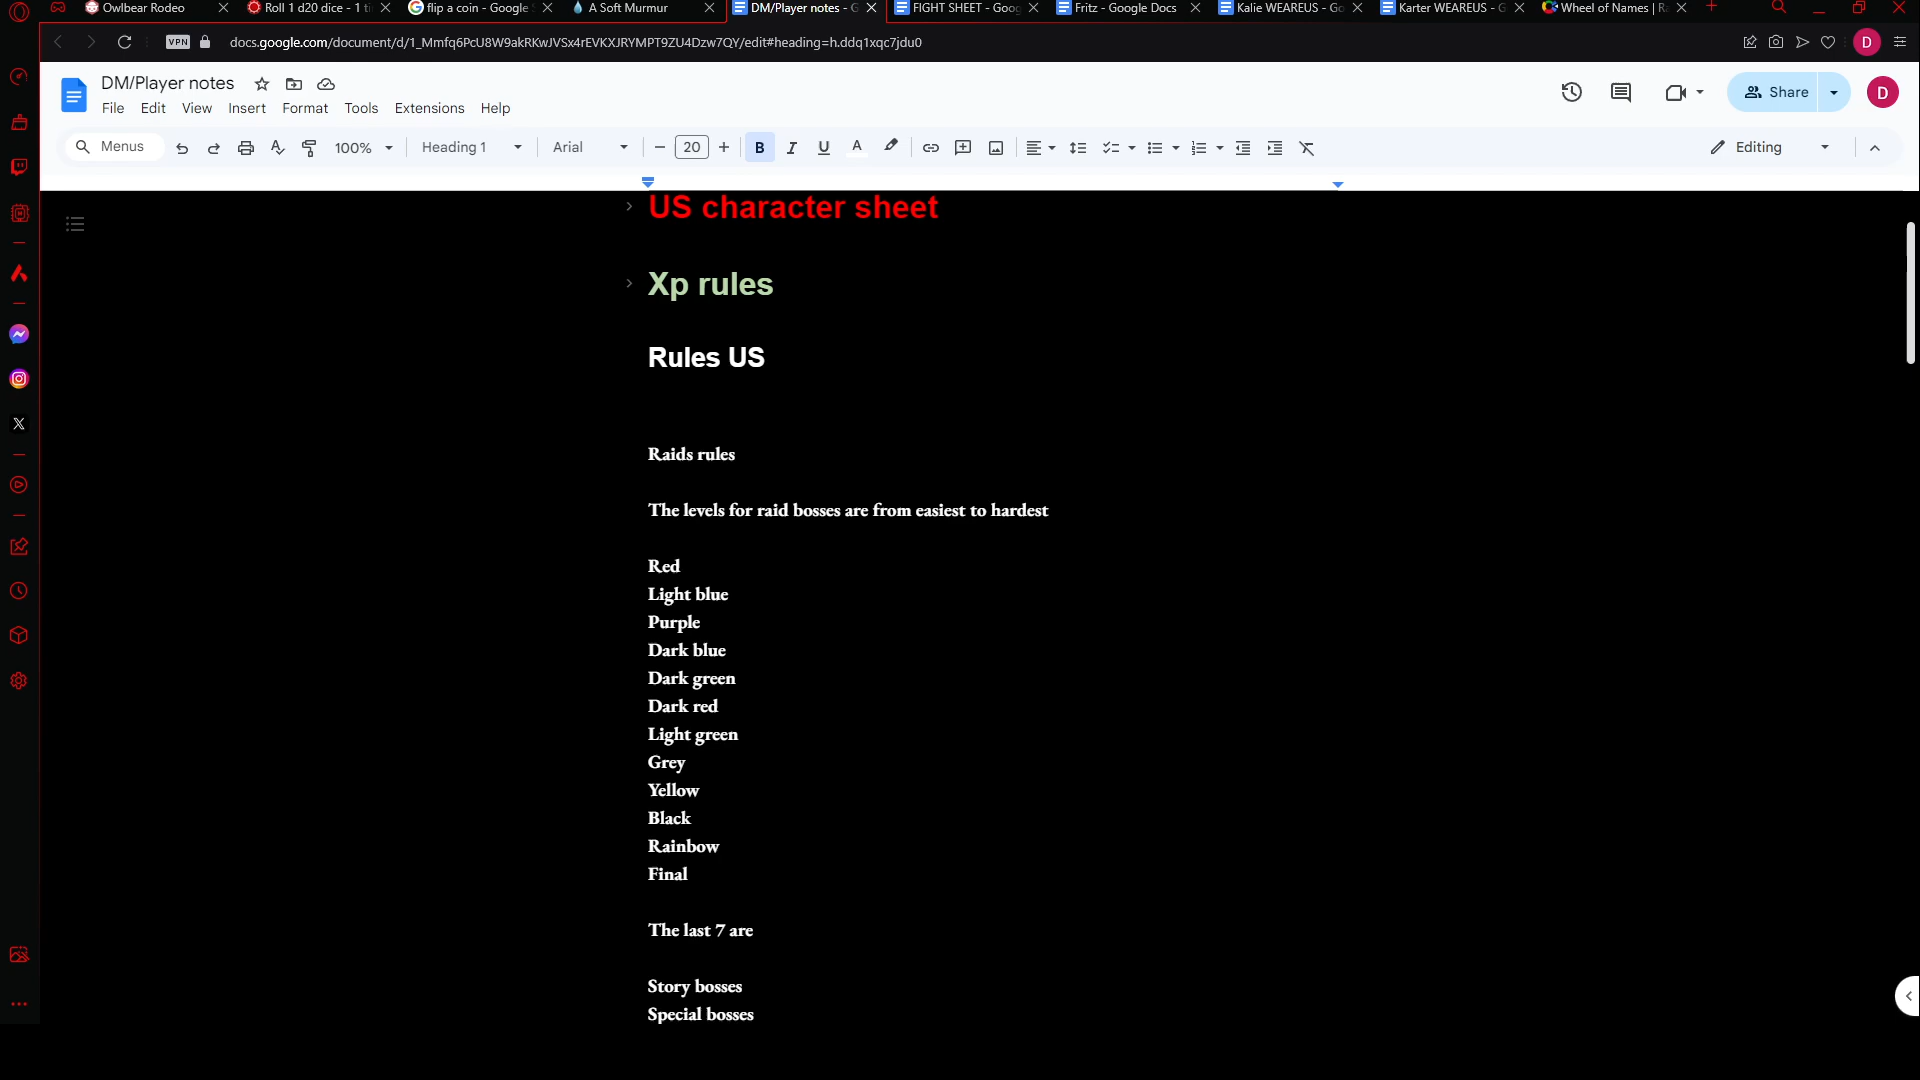 Owlbear Rodeo
Roll 1 d20 dice - 1 ti
flip a coin - Google
A Soft Murmur
DM/Player notes - G
FIGHT SHEET - Goog
Fritz - Google Docs
Kalie WEAREUS - Go
Karter WEAREUS - G
Wheel of Names | Ra
VPN
docs.google.com/document/d/1_Mmfq6PcU8W9akRKwJVSx4rEVKXJRYMPT9ZU4Dzw7QY/edit#heading=h.ddq1xqc7jdu0
D
DM/Player notes
Share
D
File Edit View Insert Format Tools Extensions Help
Menus 100% Heading 1 Arial 20 B I U A Editing
US character sheet
Xp rules
Rules US
Raids rules
The levels for raid bosses are from easiest to hardest
Red
Light blue
Purple
Dark blue
Dark green
Dark red
Light green
Grey
Yellow
Black
Rainbow
Final
The last 7 are
Story bosses
Special bosses